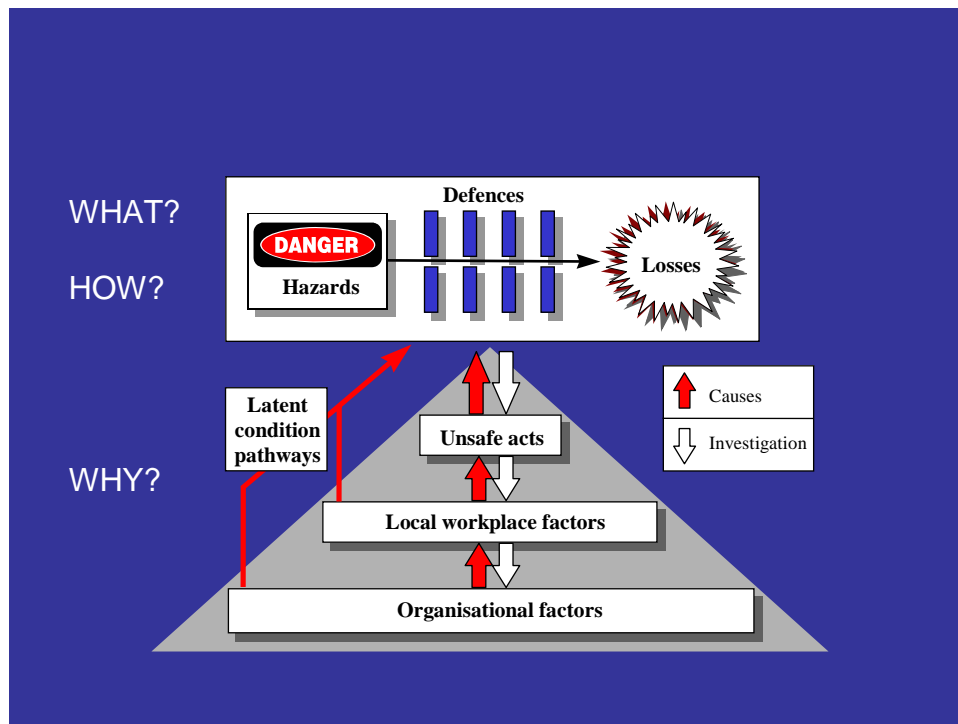 WHAT?
HOW?
WHY?
Defences
DANGER
Hazards
Losses
Latent
condition
pathways
Unsafe acts
Local workplace factors
Organisational factors
Causes
Investigation